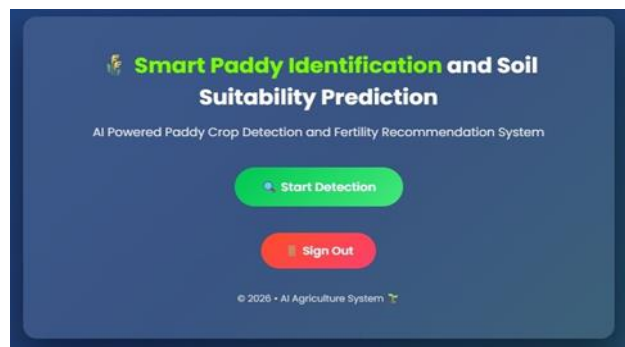 🌾 Smart Paddy Identification and Soil
Suitability Prediction
AI Powered Paddy Crop Detection and Fertility Recommendation System
🔍 Start Detection
🚪 Sign Out
© 2026 • AI Agriculture System 🌱